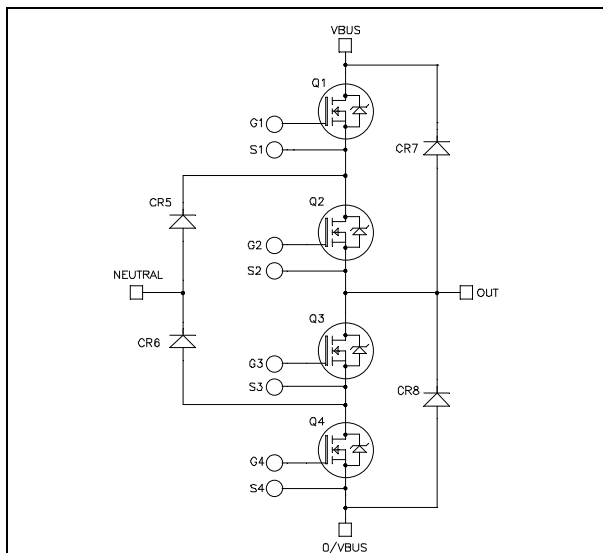 VBUS
Q1
G1
CR7
S1
CR5
Q2
G2
S2
NEUTRAL
OUT
Q3
CR6
G3
S3
CR8
Q4
G4
S4
0/VBUS